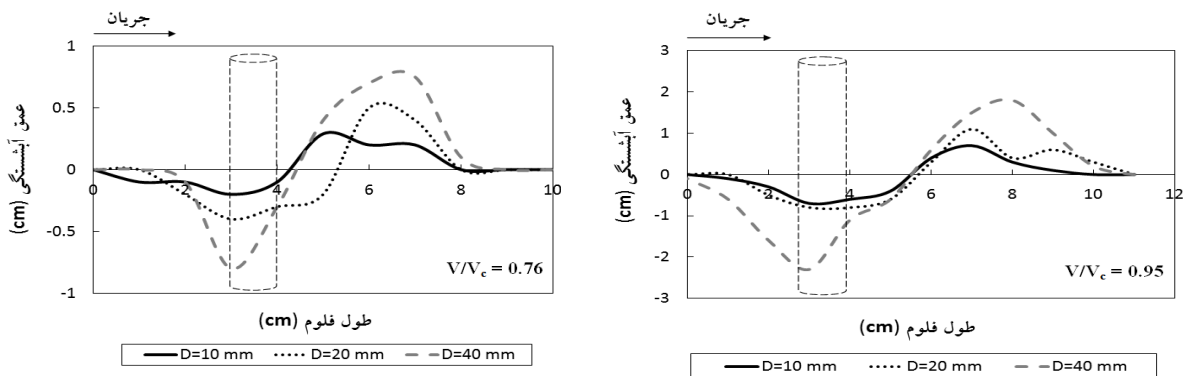 جریان
1
0.5
0
-0.5
-1
0 2 4 6 8 10
عمق آبشستگی (cm)
V/Vc = 0.76
طول فلوم (cm)
D=10 mm D=20 mm D=40 mm
جریان
3
2
1
0
-1
-2
-3
0 2 4 6 8 10 12
عمق آبشستگی (cm)
V/Vc = 0.95
طول فلوم (cm)
D=10 mm D=20 mm D=40 mm